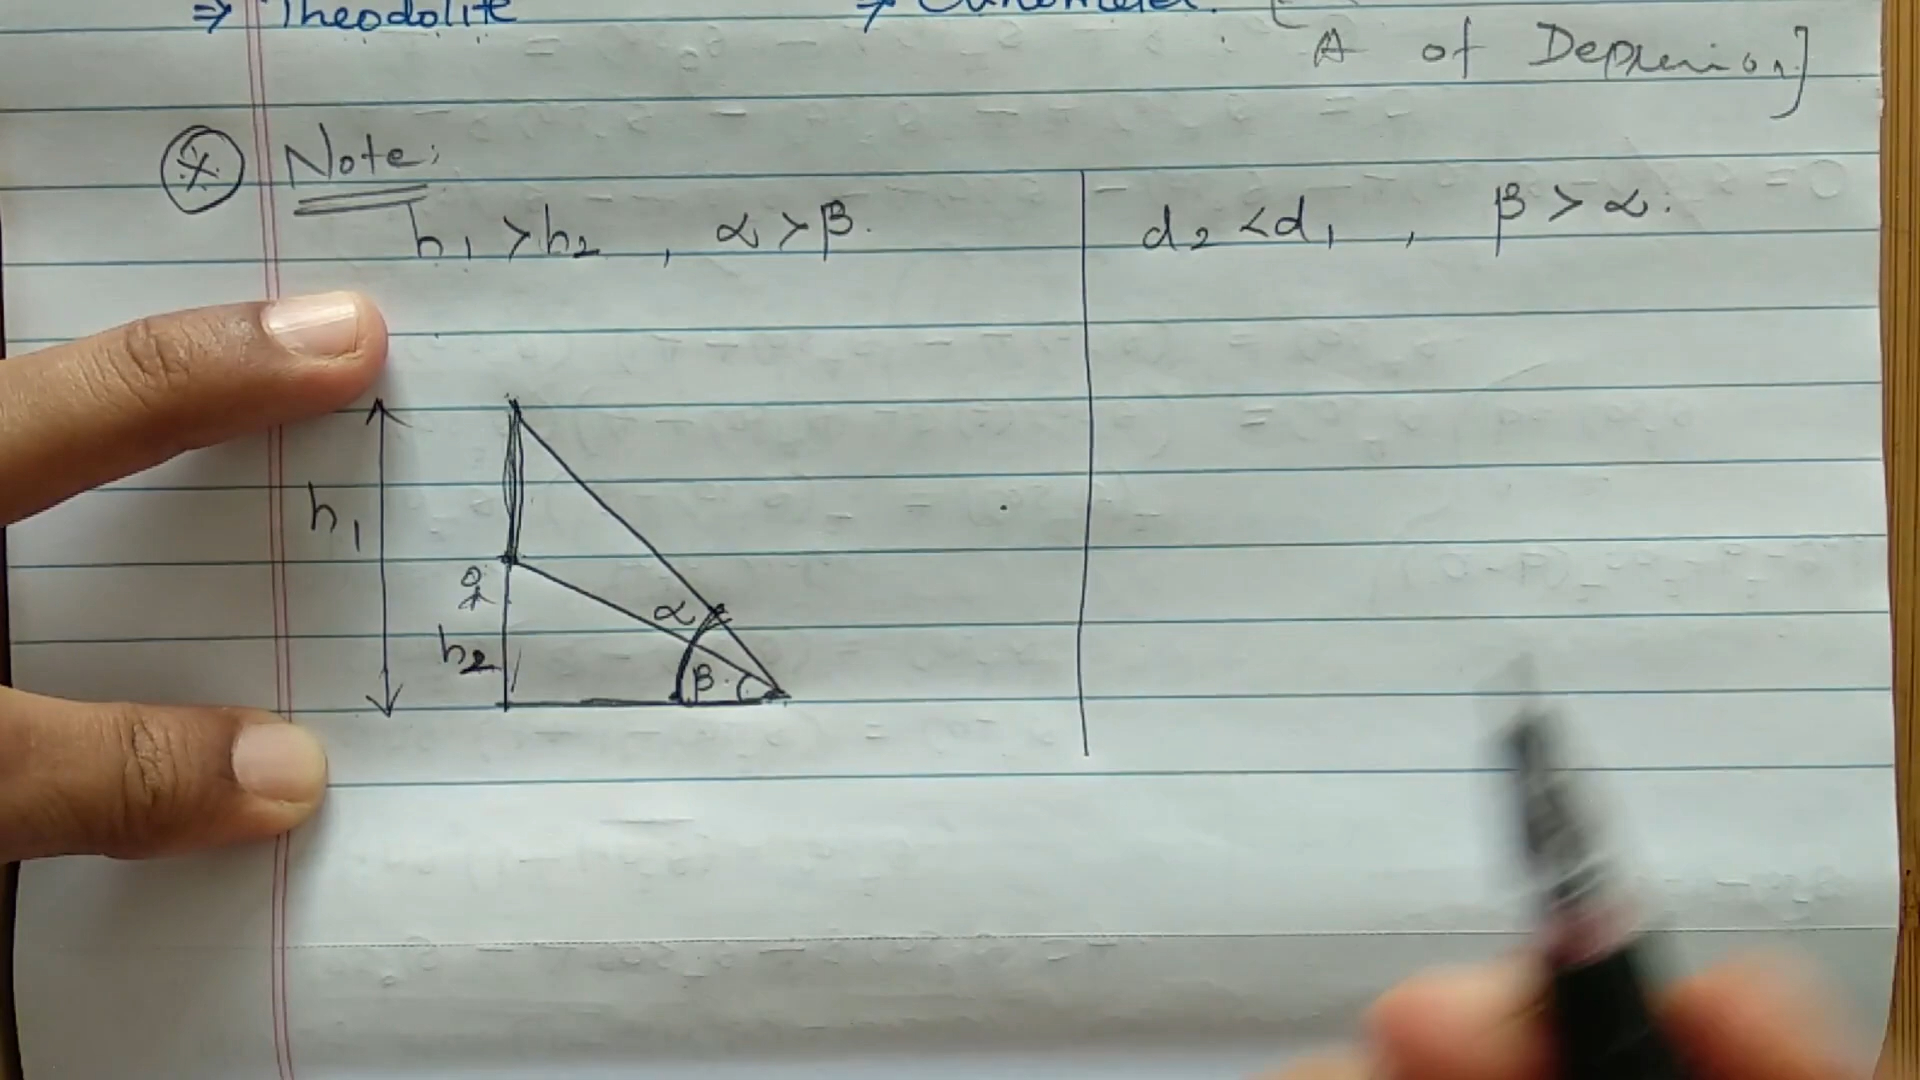 ⇒ Theodolite ⇒
A of Depression]
* Note:
h₁ > h₂ , α > β.
d₂ < d₁ , β > α.
h₁
h₂
α
β